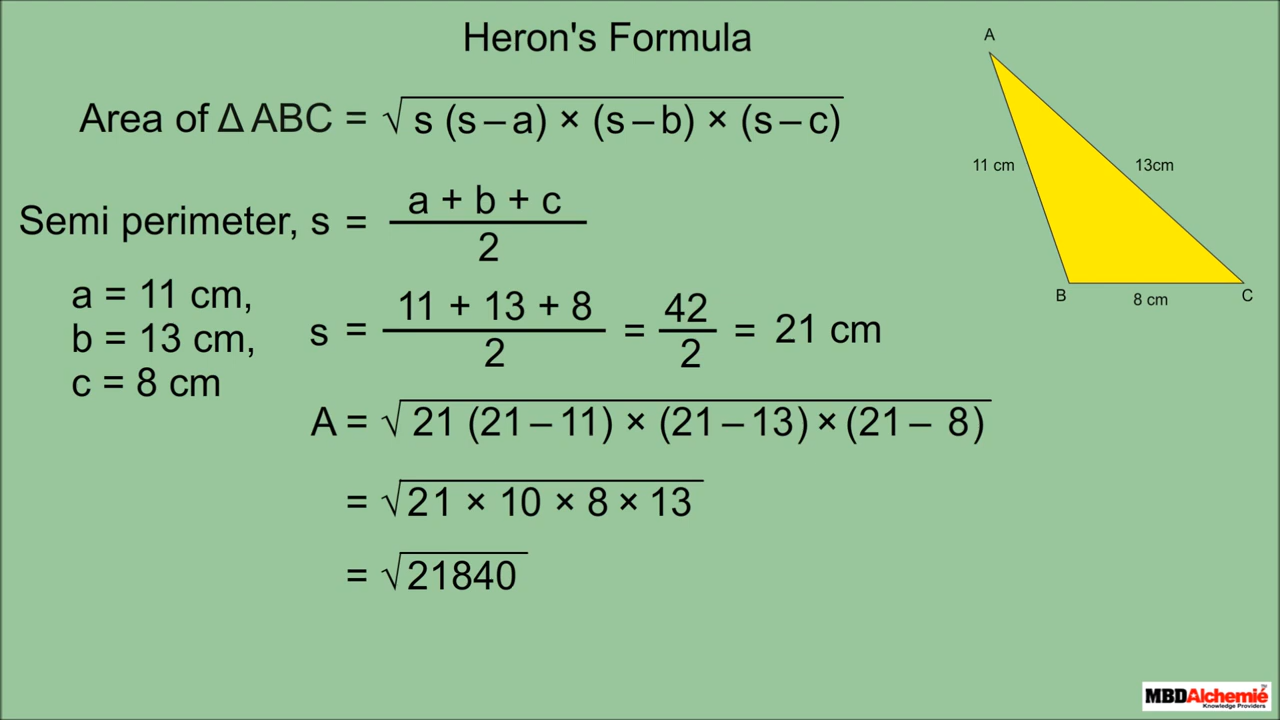 Heron's Formula
A
Area of Δ ABC = √ s (s – a) × (s – b) × (s – c)
11 cm
13cm
Semi perimeter, s = a + b + c
2
a = 11 cm,
b = 13 cm,
c = 8 cm
B
8 cm
C
s = 11 + 13 + 8 = 42 = 21 cm
2 2
A = √ 21 (21 – 11) × (21 – 13) × (21 – 8)
= √ 21 × 10 × 8 × 13
= √ 21840
MBDAlchemié
Knowledge Providers